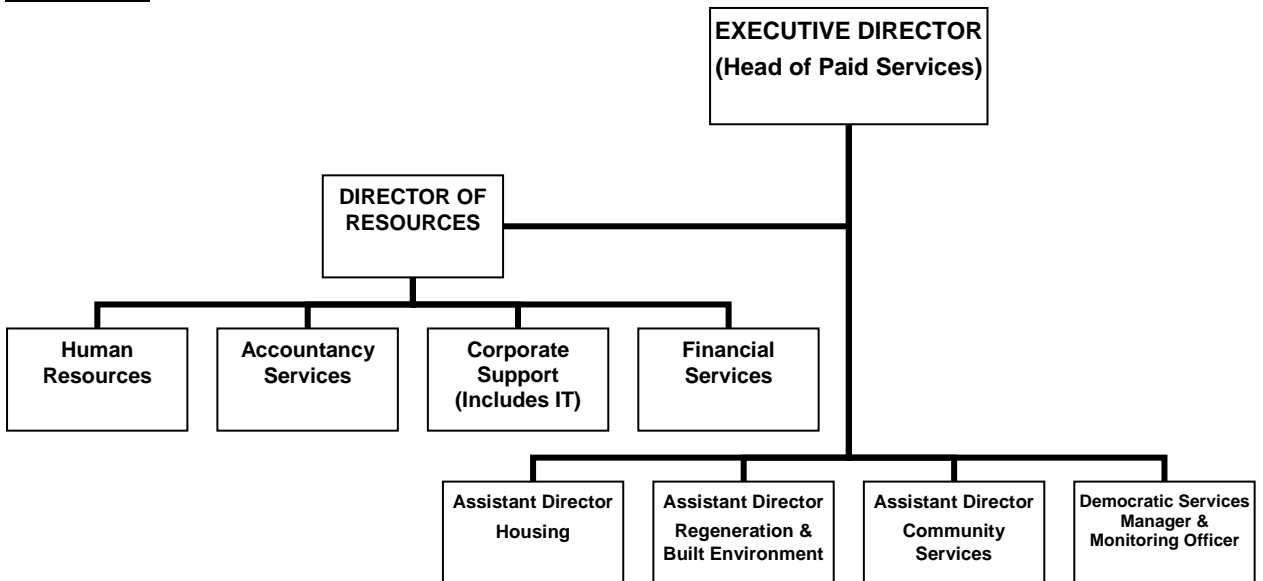 EXECUTIVE DIRECTOR
(Head of Paid Services)
DIRECTOR OF
RESOURCES
Human
Resources
Accountancy
Services
Corporate
Support
(Includes IT)
Financial
Services
Assistant Director
Housing
Assistant Director
Regeneration &
Built Environment
Assistant Director
Community
Services
Democratic Services
Manager &
Monitoring Officer